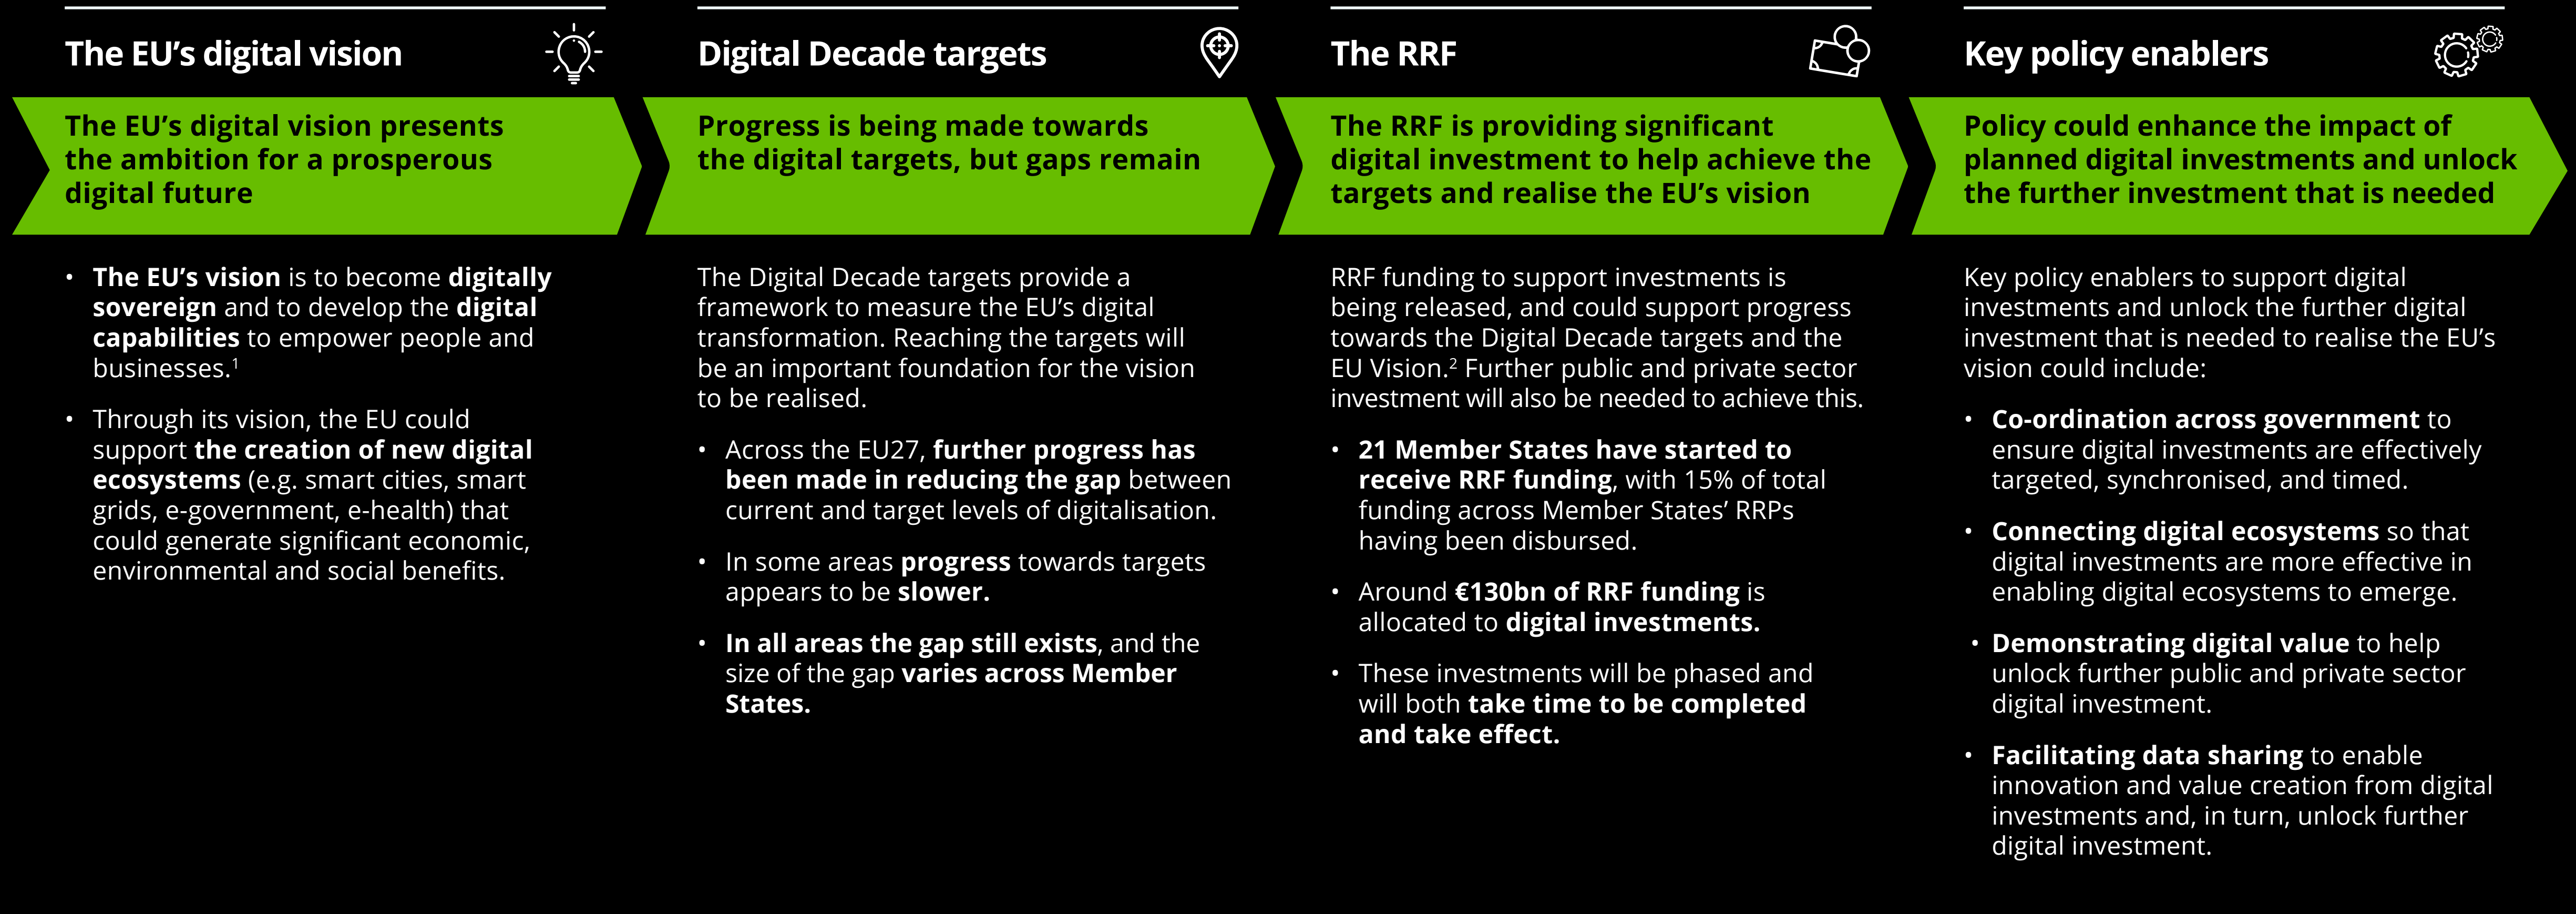 The EU’s digital vision
The EU’s digital vision presents
the ambition for a prosperous
digital future
• The EU’s vision is to become digitally
sovereign and to develop the digital
capabilities to empower people and
businesses.1
• Through its vision, the EU could
support the creation of new digital
ecosystems (e.g. smart cities, smart
grids, e-government, e-health) that
could generate significant economic,
environmental and social benefits.
Digital Decade targets
Progress is being made towards
the digital targets, but gaps remain
The Digital Decade targets provide a
framework to measure the EU’s digital
transformation. Reaching the targets will
be an important foundation for the vision
to be realised.
• Across the EU27, further progress has
been made in reducing the gap between
current and target levels of digitalisation.
• In some areas progress towards targets
appears to be slower.
• In all areas the gap still exists, and the
size of the gap varies across Member
States.
The RRF
The RRF is providing significant
digital investment to help achieve the
targets and realise the EU’s vision
RRF funding to support investments is
being released, and could support progress
towards the Digital Decade targets and the
EU Vision.2 Further public and private sector
investment will also be needed to achieve this.
• 21 Member States have started to
receive RRF funding, with 15% of total
funding across Member States’ RRPs
having been disbursed.
• Around €130bn of RRF funding is
allocated to digital investments.
• These investments will be phased and
will both take time to be completed
and take effect.
Key policy enablers
Policy could enhance the impact of
planned digital investments and unlock
the further investment that is needed
Key policy enablers to support digital
investments and unlock the further digital
investment that is needed to realise the EU’s
vision could include:
• Co-ordination across government to
ensure digital investments are effectively
targeted, synchronised, and timed.
• Connecting digital ecosystems so that
digital investments are more effective in
enabling digital ecosystems to emerge.
• Demonstrating digital value to help
unlock further public and private sector
digital investment.
• Facilitating data sharing to enable
innovation and value creation from digital
investments and, in turn, unlock further
digital investment.